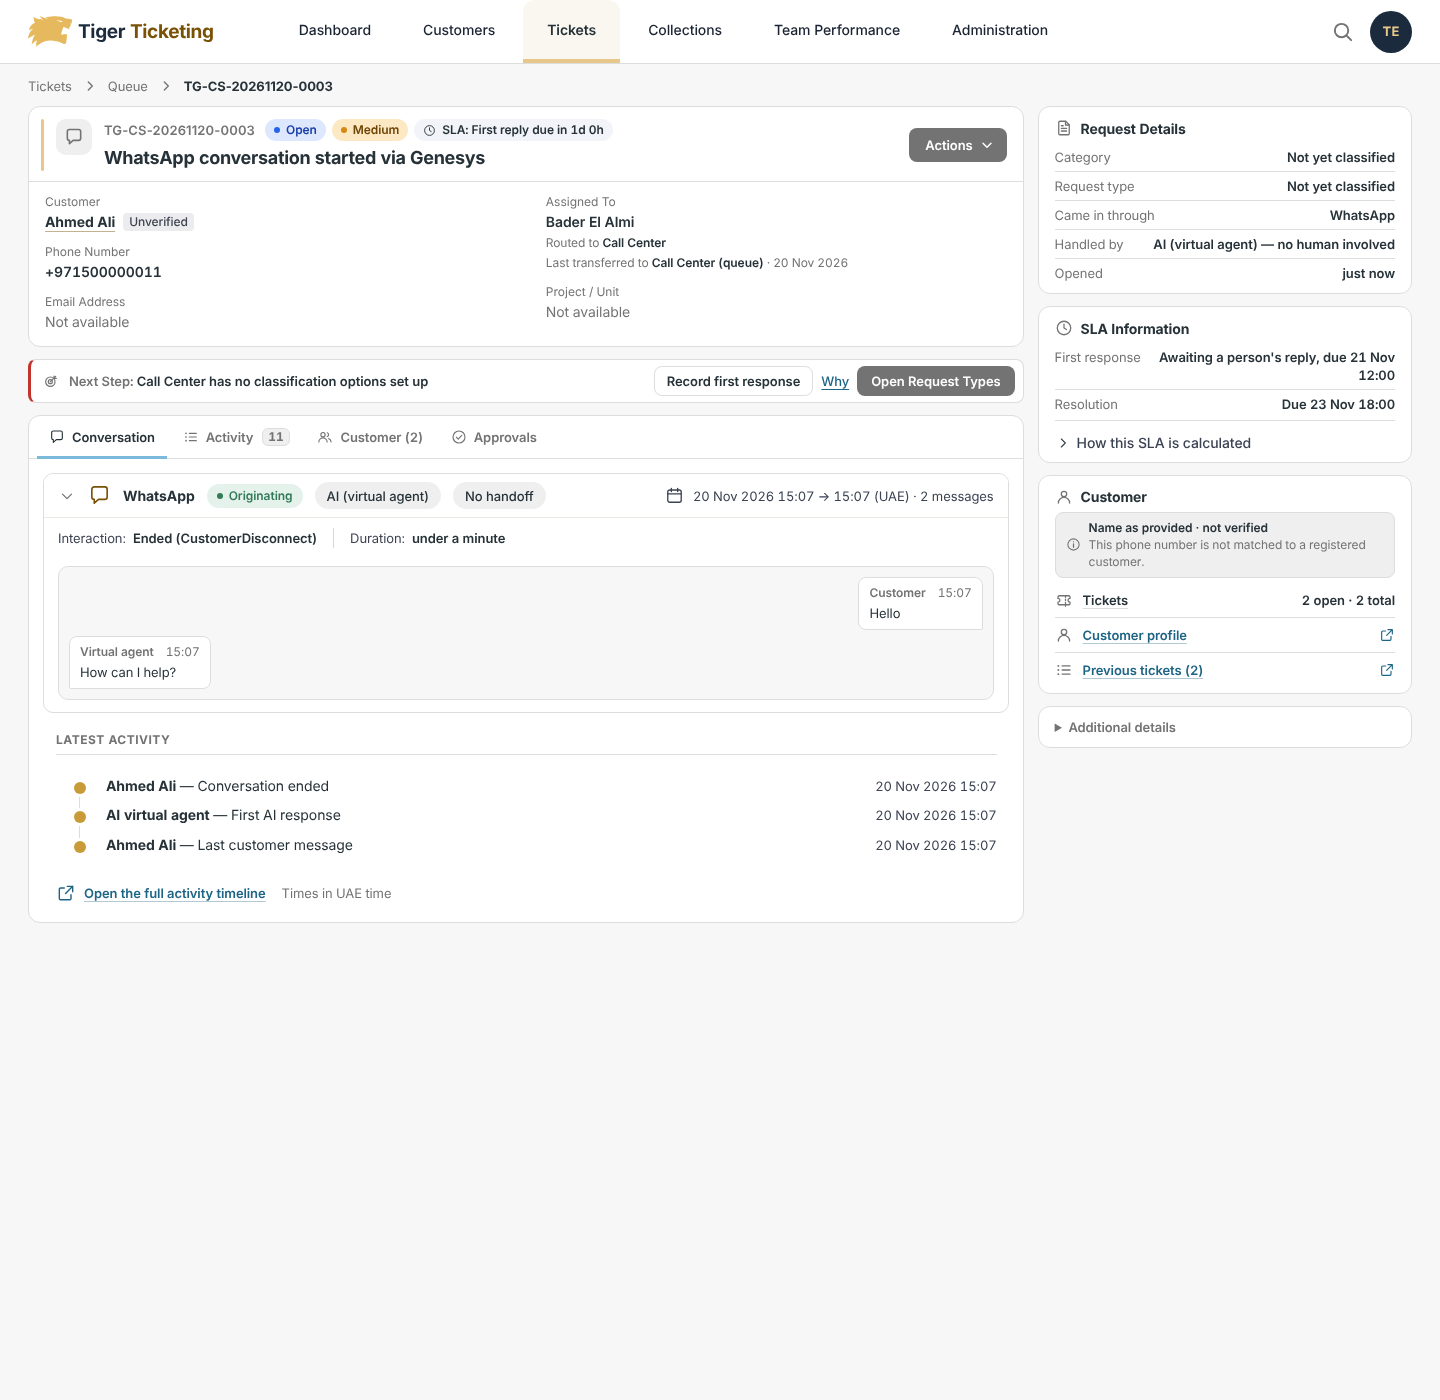 Tiger Ticketing
Dashboard
Customers
Tickets
Collections
Team Performance
Administration
TE
Tickets > Queue > TG-CS-20261120-0003
TG-CS-20261120-0003
Open
Medium
SLA: First reply due in 1d 0h
WhatsApp conversation started via Genesys
Actions
Customer
Ahmed Ali Unverified
Phone Number
+971500000011
Email Address
Not available
Assigned To
Bader El Almi
Routed to Call Center
Last transferred to Call Center (queue) · 20 Nov 2026
Project / Unit
Not available
Next Step: Call Center has no classification options set up
Record first response
Why
Open Request Types
Conversation
Activity 11
Customer (2)
Approvals
WhatsApp
Originating
AI (virtual agent)
No handoff
20 Nov 2026 15:07 → 15:07 (UAE) · 2 messages
Interaction: Ended (CustomerDisconnect)
Duration: under a minute
Customer 15:07
Hello
Virtual agent 15:07
How can I help?
LATEST ACTIVITY
Ahmed Ali — Conversation ended 20 Nov 2026 15:07
AI virtual agent — First AI response 20 Nov 2026 15:07
Ahmed Ali — Last customer message 20 Nov 2026 15:07
Open the full activity timeline Times in UAE time
Request Details
Category Not yet classified
Request type Not yet classified
Came in through WhatsApp
Handled by AI (virtual agent) — no human involved
Opened just now
SLA Information
First response Awaiting a person's reply, due 21 Nov
12:00
Resolution Due 23 Nov 18:00
How this SLA is calculated
Customer
Name as provided · not verified
This phone number is not matched to a registered
customer.
Tickets 2 open · 2 total
Customer profile
Previous tickets (2)
Additional details